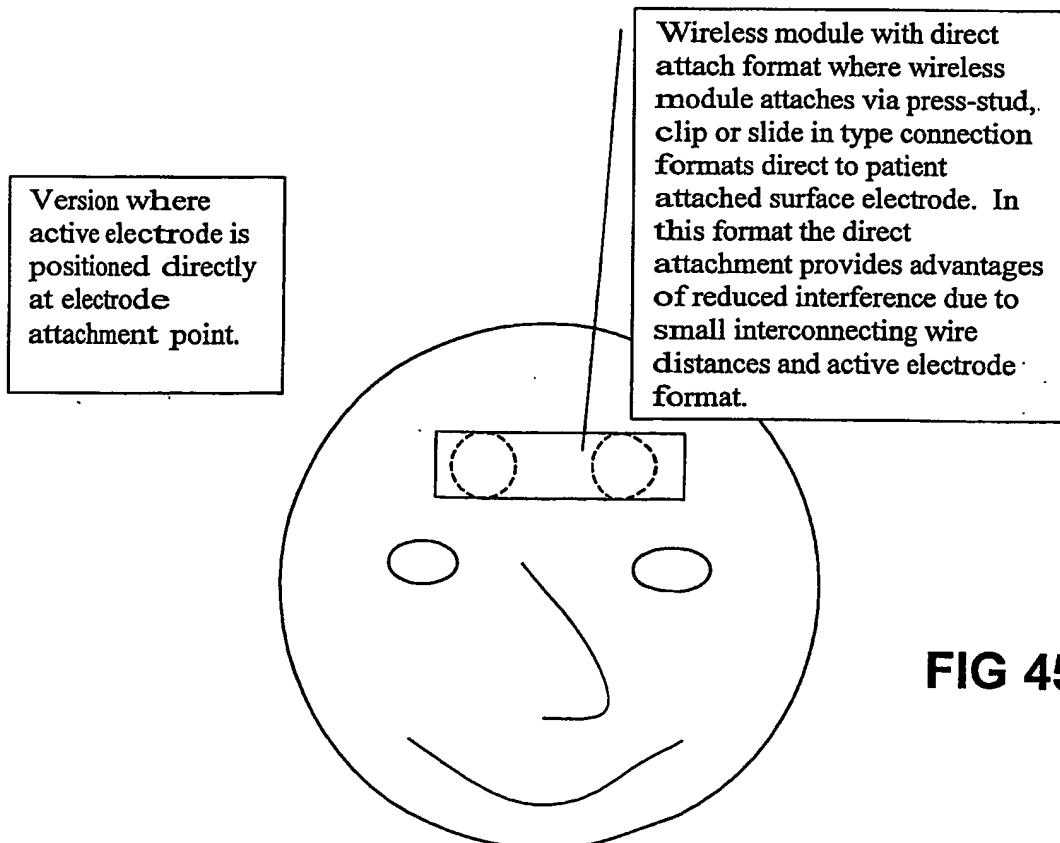 Version where
active electrode is
positioned directly
at electrode
attachment point.
Wireless module with direct
attach format where wireless
module attaches via press-stud,
clip or slide in type connection
formats direct to patient
attached surface electrode. In
this format the direct
attachment provides advantages
of reduced interference due to
small interconnecting wire
distances and active electrode
format.
FIG 45